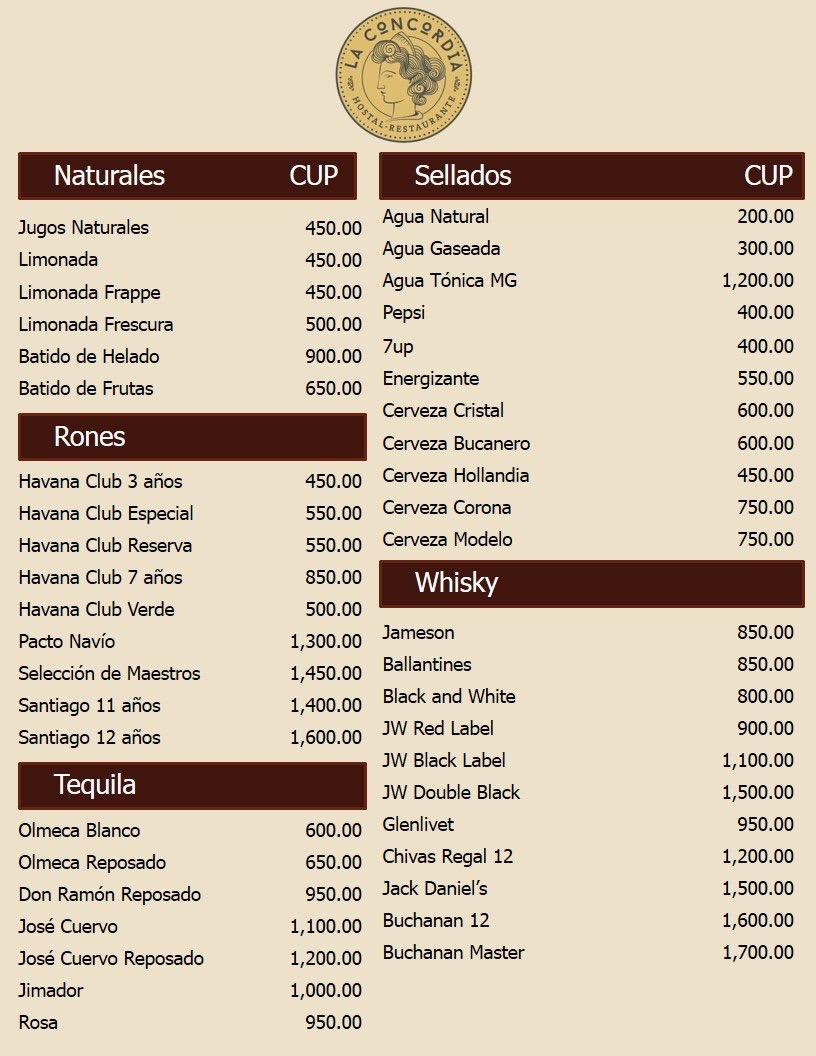 LA CONCORDIA
HOSTAL-RESTAURANTE
Naturales CUP
Jugos Naturales 450.00
Limonada 450.00
Limonada Frappe 450.00
Limonada Frescura 500.00
Batido de Helado 900.00
Batido de Frutas 650.00
Rones
Havana Club 3 años 450.00
Havana Club Especial 550.00
Havana Club Reserva 550.00
Havana Club 7 años 850.00
Havana Club Verde 500.00
Pacto Navío 1,300.00
Selección de Maestros 1,450.00
Santiago 11 años 1,400.00
Santiago 12 años 1,600.00
Tequila
Olmeca Blanco 600.00
Olmeca Reposado 650.00
Don Ramón Reposado 950.00
José Cuervo 1,100.00
José Cuervo Reposado 1,200.00
Jimador 1,000.00
Rosa 950.00
Sellados CUP
Agua Natural 200.00
Agua Gaseada 300.00
Agua Tónica MG 1,200.00
Pepsi 400.00
7up 400.00
Energizante 550.00
Cerveza Cristal 600.00
Cerveza Bucanero 600.00
Cerveza Hollandia 450.00
Cerveza Corona 750.00
Cerveza Modelo 750.00
Whisky
Jameson 850.00
Ballantines 850.00
Black and White 800.00
JW Red Label 900.00
JW Black Label 1,100.00
JW Double Black 1,500.00
Glenlivet 950.00
Chivas Regal 12 1,200.00
Jack Daniel’s 1,500.00
Buchanan 12 1,600.00
Buchanan Master 1,700.00